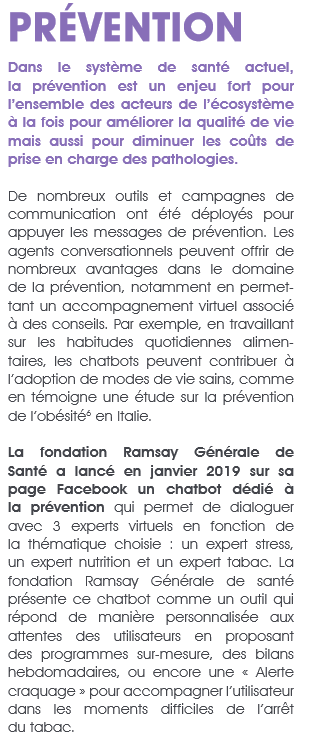 PRÉVENTION
Dans le système de santé actuel,
la prévention est un enjeu fort pour
l'ensemble des acteurs de l'écosystème
à la fois pour améliorer la qualité de vie
mais aussi pour diminuer les coûts de
prise en charge des pathologies.
De nombreux outils et campagnes de
communication ont été déployés pour
appuyer les messages de prévention. Les
agents conversationnels peuvent offrir de
nombreux avantages dans le domaine
de la prévention, notamment en permet-
tant un accompagnement virtuel associé
à des conseils. Par exemple, en travaillant
sur les habitudes quotidiennes alimen-
taires, les chatbots peuvent contribuer à
l'adoption de modes de vie sains, comme
en témoigne une étude sur la prévention
de l'obésité⁶ en Italie.
La fondation Ramsay Générale de
Santé a lancé en janvier 2019 sur sa
page Facebook un chatbot dédié à
la prévention qui permet de dialoguer
avec 3 experts virtuels en fonction de
la thématique choisie : un expert stress,
un expert nutrition et un expert tabac. La
fondation Ramsay Générale de santé
présente ce chatbot comme un outil qui
répond de manière personnalisée aux
attentes des utilisateurs en proposant
des programmes sur-mesure, des bilans
hebdomadaires, ou encore une « Alerte
craquage » pour accompagner l'utilisateur
dans les moments difficiles de l'arrêt
du tabac.